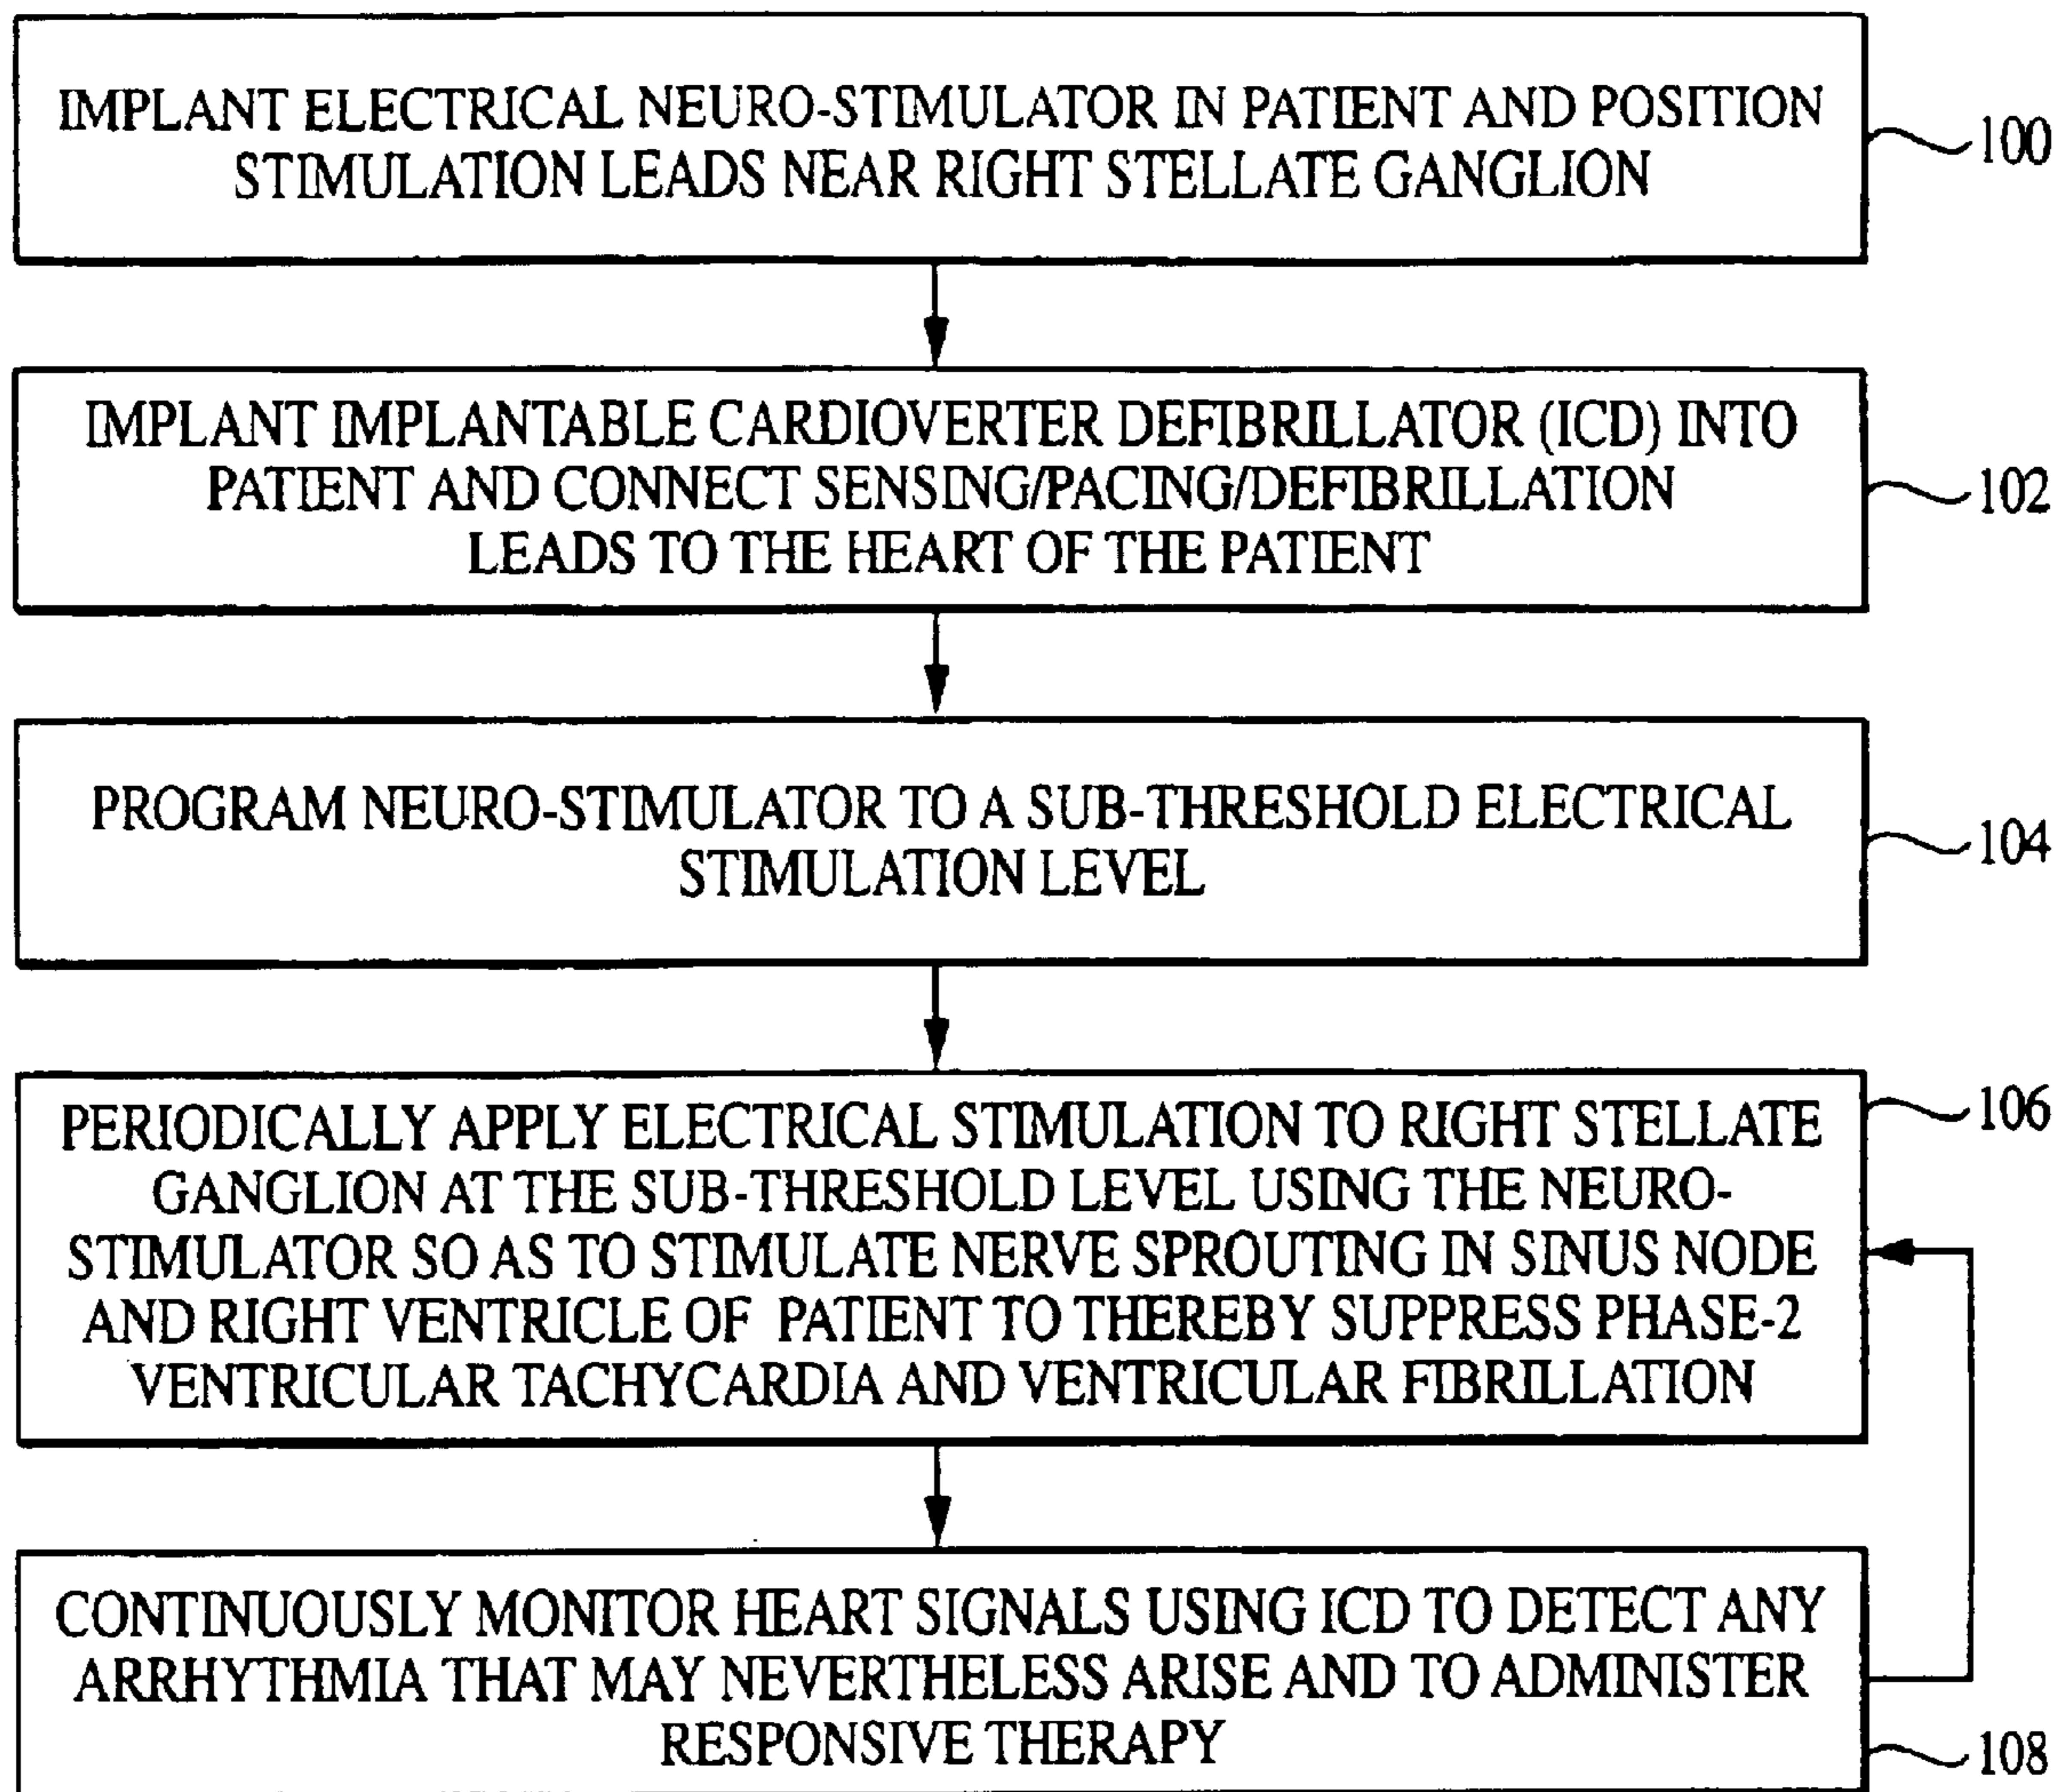 IMPLANT ELECTRICAL NEURO-STIMULATOR IN PATIENT AND POSITION
STIMULATION LEADS NEAR RIGHT STELLATE GANGLION
100
IMPLANT IMPLANTABLE CARDIOVERTER DEFIBRILLATOR (ICD) INTO
PATIENT AND CONNECT SENSING/PACING/DEFIBRILLATION
LEADS TO THE HEART OF THE PATIENT
102
PROGRAM NEURO-STIMULATOR TO A SUB-THRESHOLD ELECTRICAL
STIMULATION LEVEL
104
PERIODICALLY APPLY ELECTRICAL STIMULATION TO RIGHT STELLATE
GANGLION AT THE SUB-THRESHOLD LEVEL USING THE NEURO-
STIMULATOR SO AS TO STIMULATE NERVE SPROUTING IN SINUS NODE
AND RIGHT VENTRICLE OF PATIENT TO THEREBY SUPPRESS PHASE-2
VENTRICULAR TACHYCARDIA AND VENTRICULAR FIBRILLATION
106
CONTINUOUSLY MONITOR HEART SIGNALS USING ICD TO DETECT ANY
ARRHYTHMIA THAT MAY NEVERTHELESS ARISE AND TO ADMINISTER
RESPONSIVE THERAPY
108